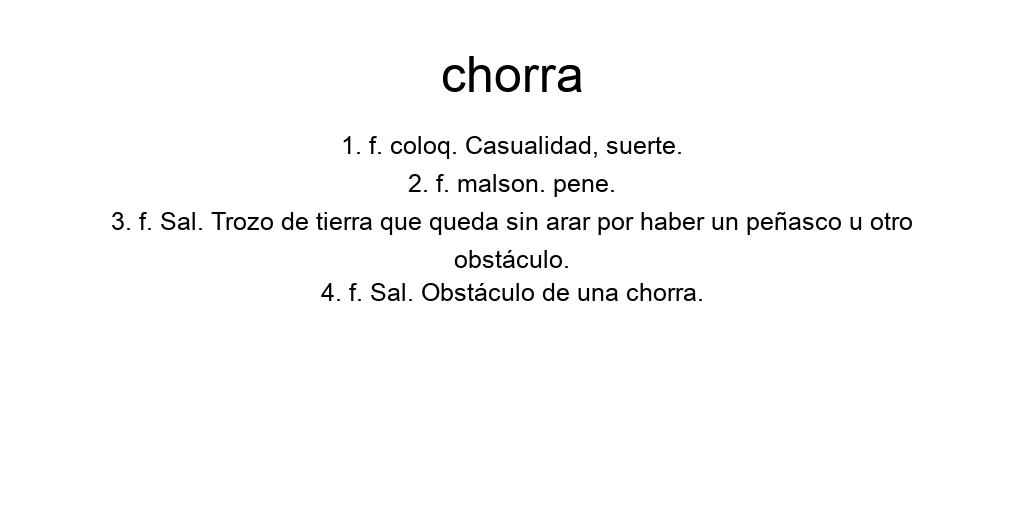 chorra
1. f. coloq. Casualidad, suerte.
2. f. malson. pene.
3. f. Sal. Trozo de tierra que queda sin arar por haber un peñasco u otro
obstáculo.
4. f. Sal. Obstáculo de una chorra.